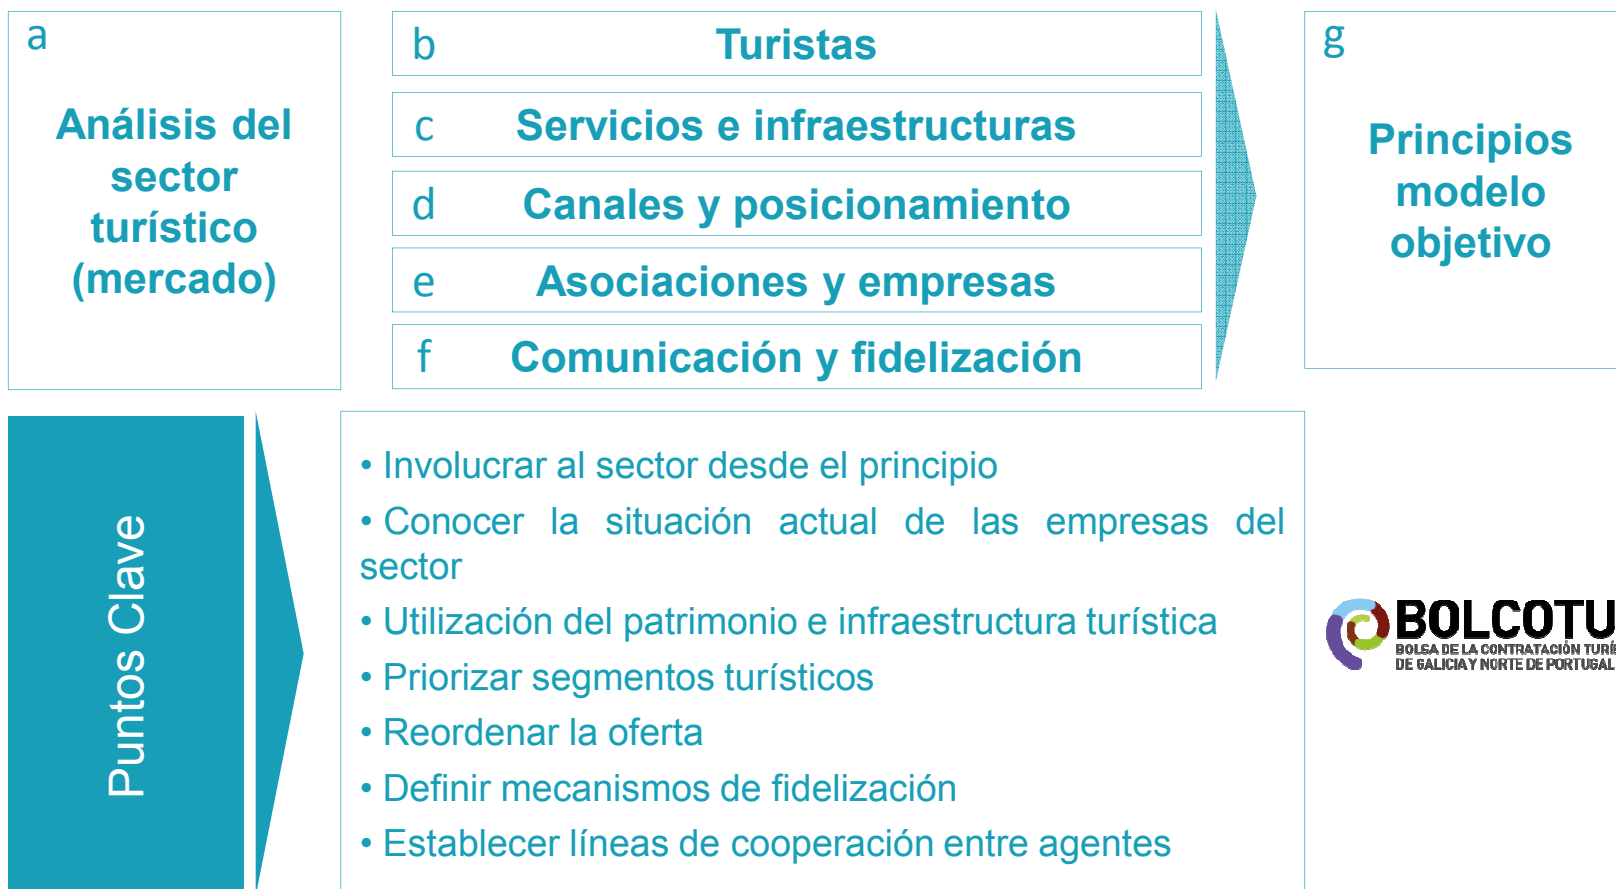 a
Análisis del
sector
turístico
(mercado)
b Turistas
c Servicios e infraestructuras
d Canales y posicionamiento
e Asociaciones y empresas
f Comunicación y fidelización
g
Principios
modelo
objetivo
Puntos Clave
• Involucrar al sector desde el principio
• Conocer la situación actual de las empresas del
sector
• Utilización del patrimonio e infraestructura turística
• Priorizar segmentos turísticos
• Reordenar la oferta
• Definir mecanismos de fidelización
• Establecer líneas de cooperación entre agentes
BOLCOTU
BOLSA DE LA CONTRATACIÓN TURÍS
DE GALICIA Y NORTE DE PORTUGAL